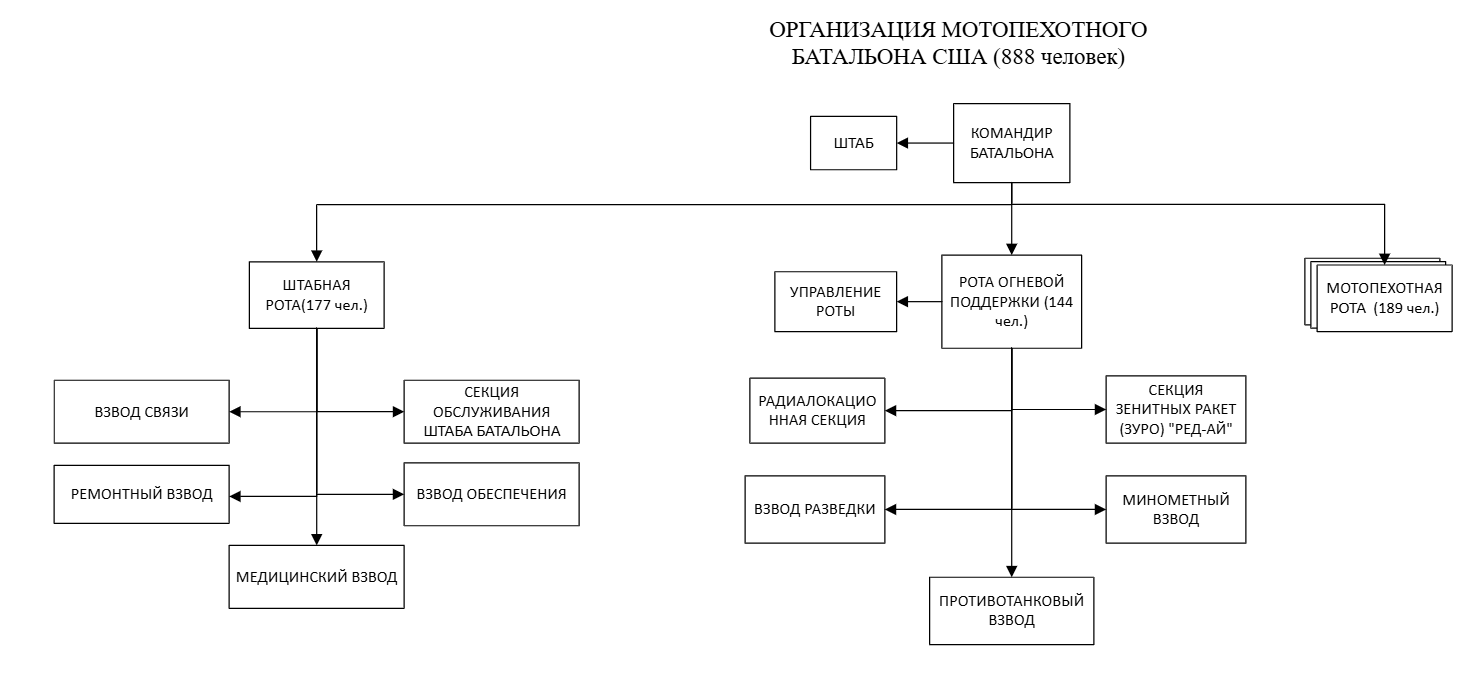 ОРГАНИЗАЦИЯ МОТОПЕХОТНОГО
БАТАЛЬОНА США (888 человек)
ШТАБ
КОМАНДИР
БАТАЛЬОНА
ШТАБНАЯ
РОТА(177 чел.)
УПРАВЛЕНИЕ
РОТЫ
РОТА ОГНЕВОЙ
ПОДДЕРЖКИ (144
чел.)
МОТОПЕХОТНАЯ
РОТА (189 чел.)
ВЗВОД СВЯЗИ
СЕКЦИЯ
ОБСЛУЖИВАНИЯ
ШТАБА БАТАЛЬОНА
РАДИАЛОКАЦИО
ННАЯ СЕКЦИЯ
СЕКЦИЯ
ЗЕНИТНЫХ РАКЕТ
(ЗУРО) "РЕД-АЙ"
РЕМОНТНЫЙ ВЗВОД
ВЗВОД ОБЕСПЕЧЕНИЯ
ВЗВОД РАЗВЕДКИ
МИНОМЕТНЫЙ
ВЗВОД
МЕДИЦИНСКИЙ ВЗВОД
ПРОТИВОТАНКОВЫЙ
ВЗВОД